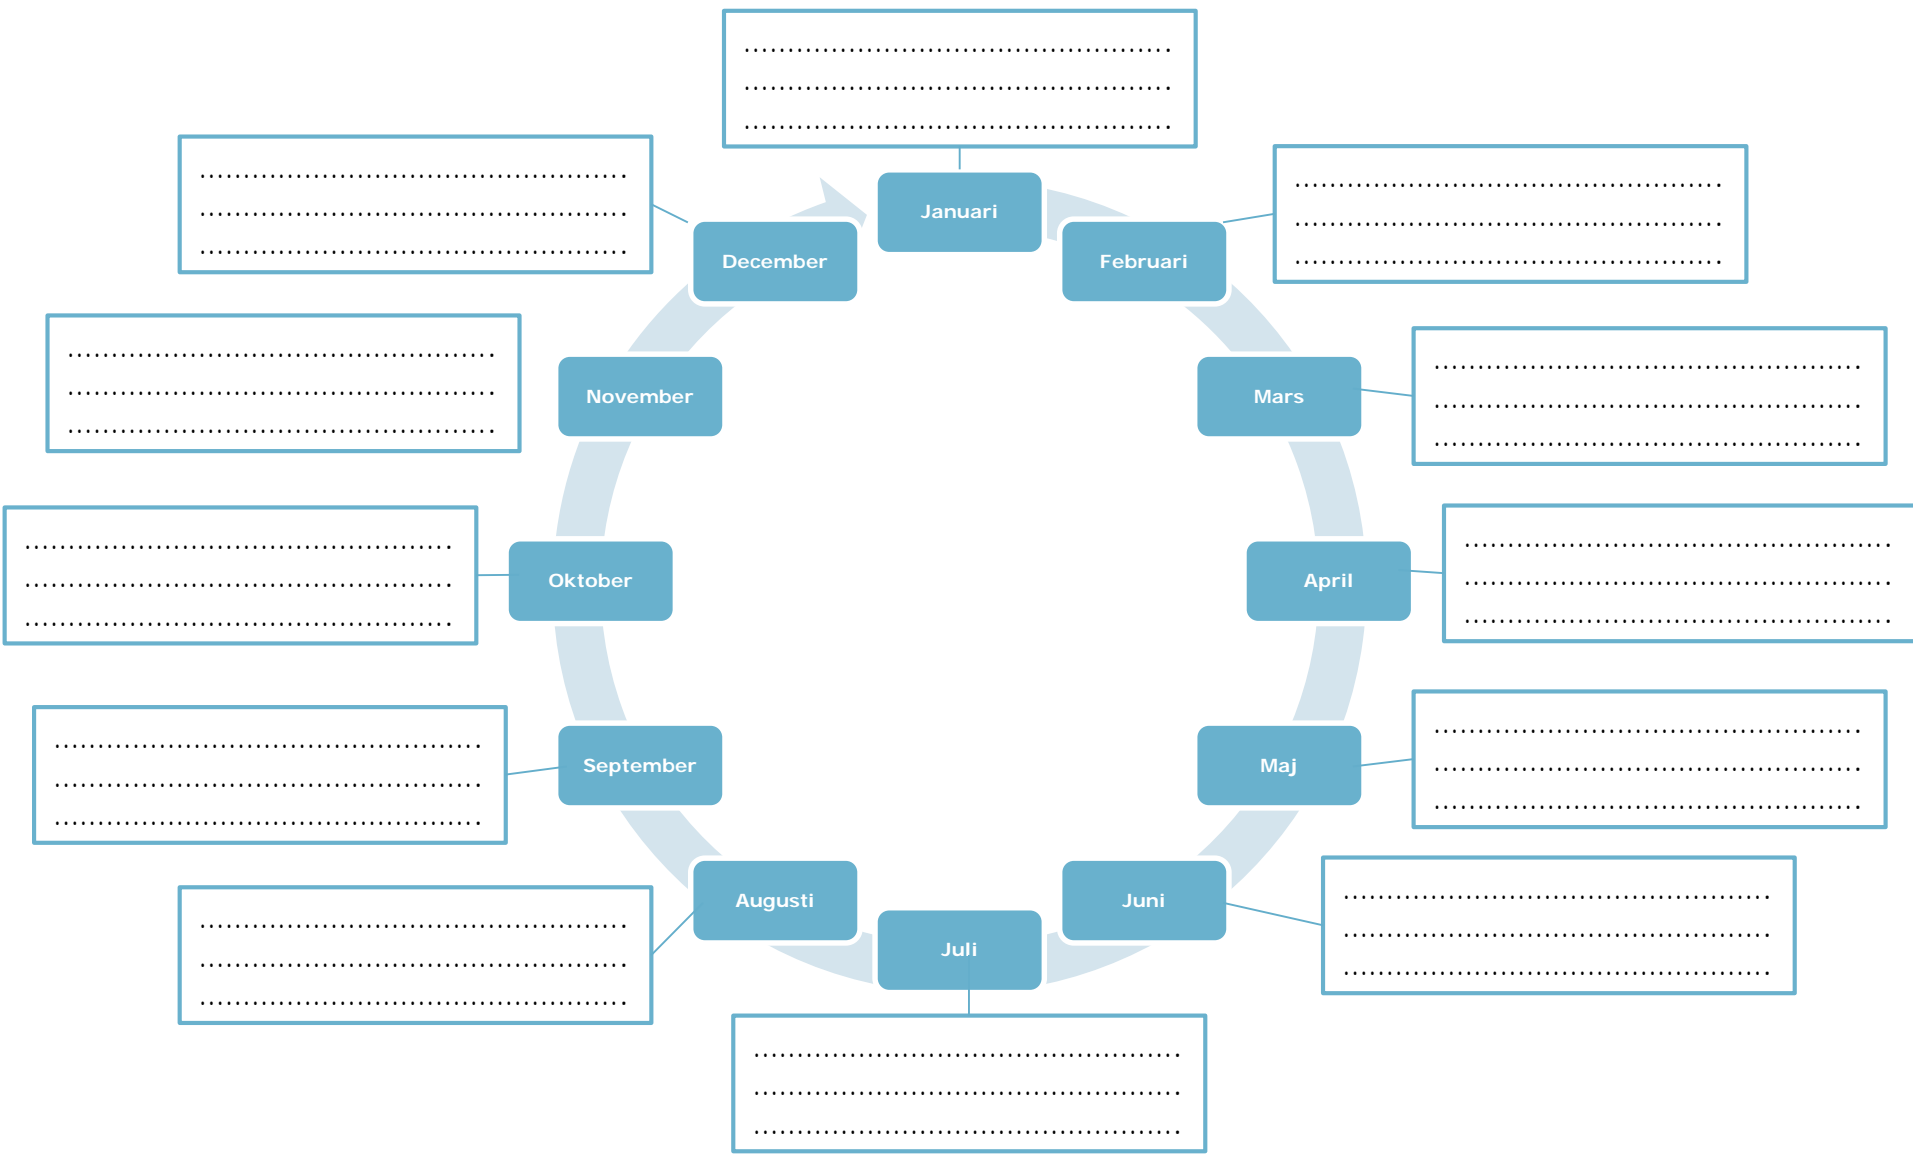 Januari
Februari
Mars
April
Maj
Juni
Juli
Augusti
September
Oktober
November
December